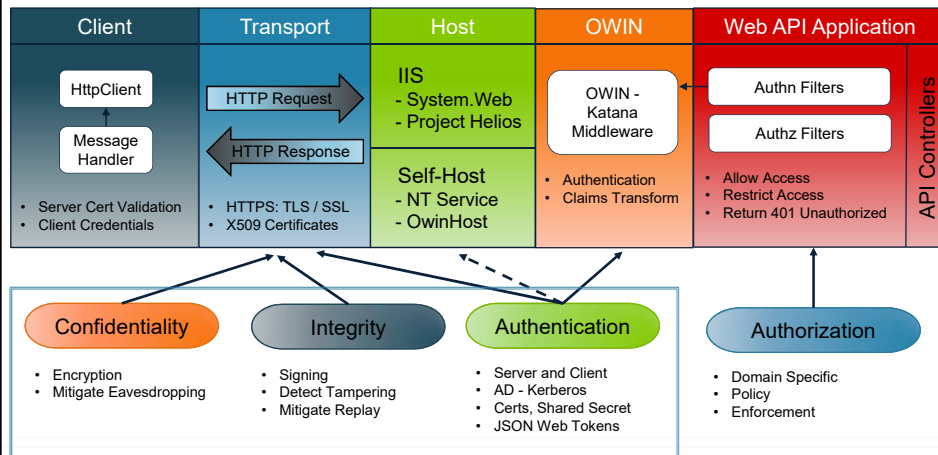 Client
Transport
Host
OWIN
Web API Application
HttpClient
Message
Handler
• Server Cert Validation
• Client Credentials
HTTP Request
HTTP Response
• HTTPS: TLS / SSL
• X509 Certificates
IIS
- System.Web
- Project Helios
Self-Host
- NT Service
- OwinHost
OWIN -
Katana
Middleware
• Authentication
• Claims Transform
Authn Filters
Authz Filters
• Allow Access
• Restrict Access
• Return 401 Unauthorized
API Controllers
Confidentiality
• Encryption
• Mitigate Eavesdropping
Integrity
• Signing
• Detect Tampering
• Mitigate Replay
Authentication
• Server and Client
• AD - Kerberos
• Certs, Shared Secret
• JSON Web Tokens
Authorization
• Domain Specific
• Policy
• Enforcement